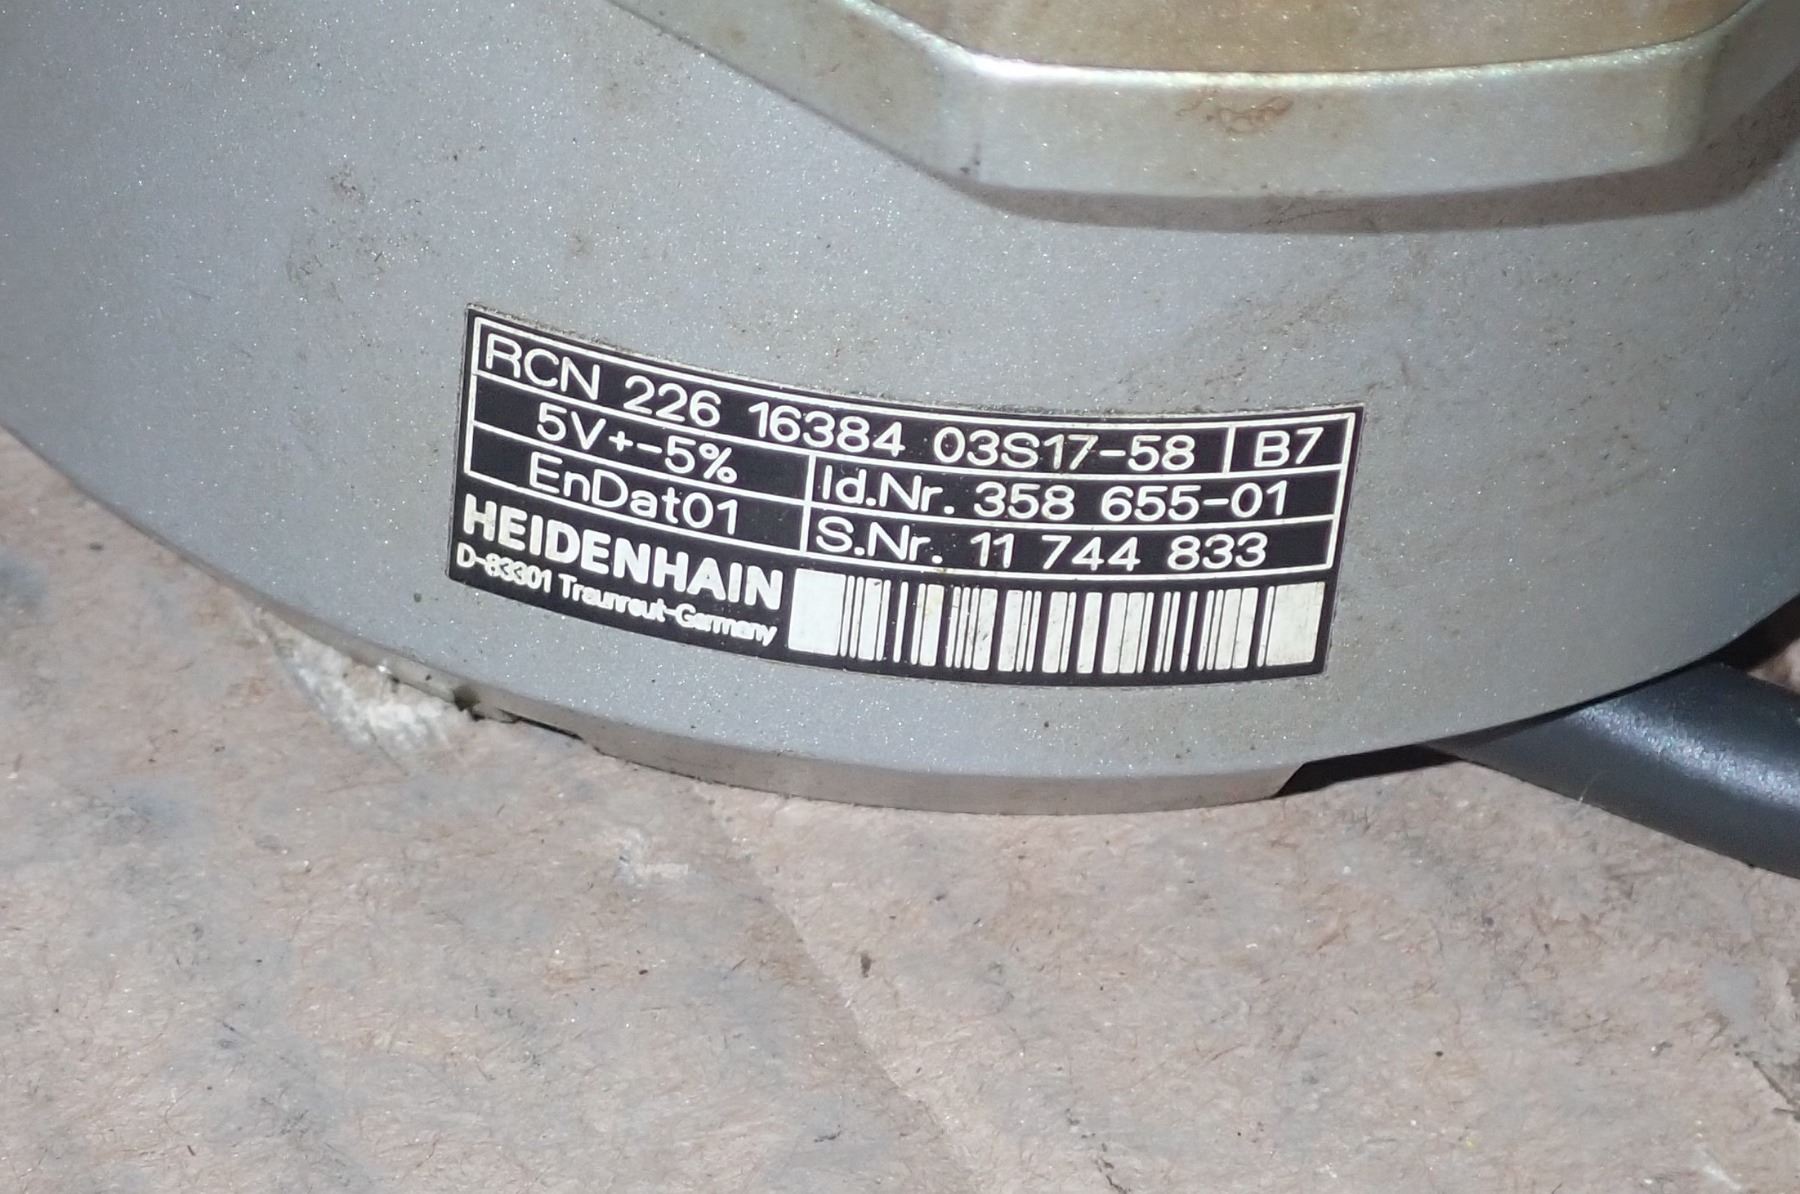 RCN 226 16384 03S17-58 B7
5V+-5% Id.Nr. 358 655-01
EnDat01 S.Nr. 11 744 833
HEIDENHAIN
D-83301 Traunreut-Germany